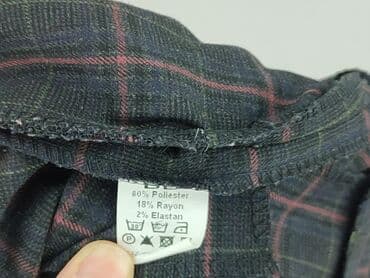 80% Poliester
18% Rayon
2% Elastan